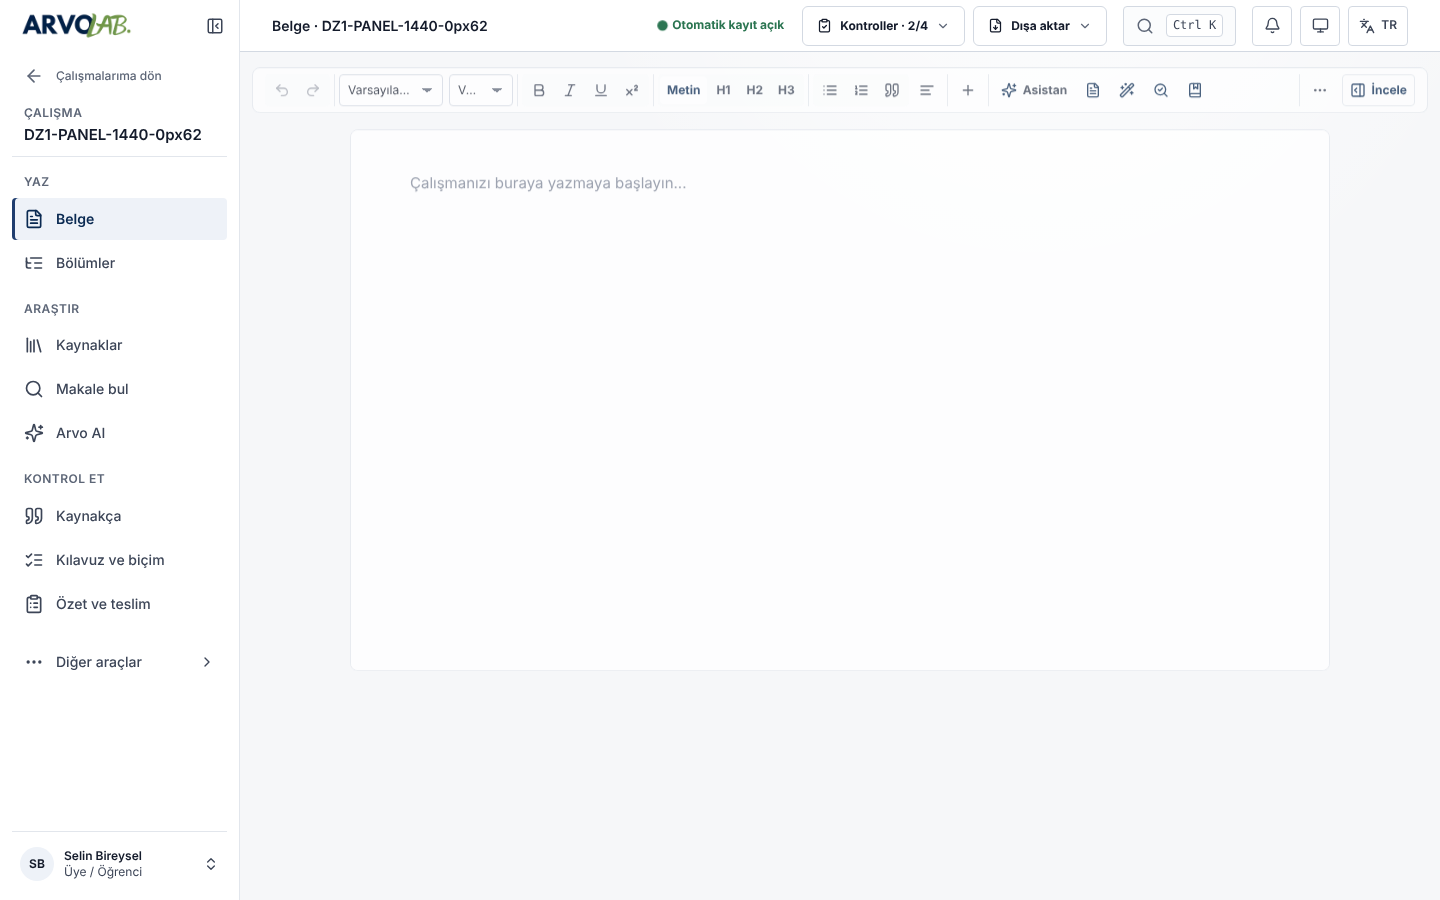 ARVOLAB.
Çalışmalarıma dön
ÇALIŞMA
DZ1-PANEL-1440-0px62
YAZ
Belge
Bölümler
ARAŞTIR
Kaynaklar
Makale bul
Arvo AI
KONTROL ET
Kaynakça
Kılavuz ve biçim
Özet ve teslim
Diğer araçlar
SB
Selin Bireysel
Üye / Öğrenci
Belge · DZ1-PANEL-1440-0px62
Otomatik kayıt açık
Kontroller · 2/4
Dışa aktar
Ctrl K
TR
Varsayıla...
V...
B I U x²
Metin H1 H2 H3
Asistan
İncele
Çalışmanızı buraya yazmaya başlayın...